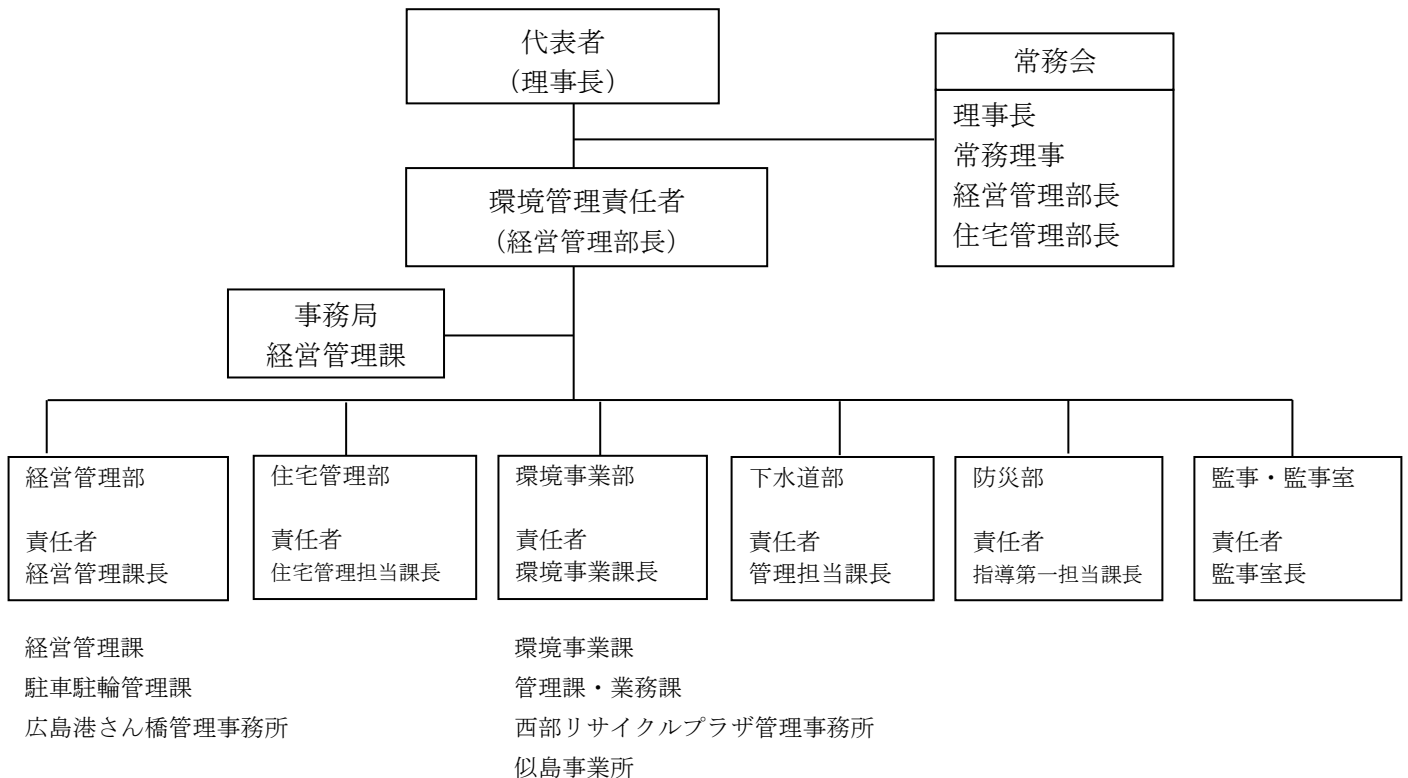 代表者
（理事長）
常務会
理事長
常務理事
経営管理部長
住宅管理部長
環境管理責任者
（経営管理部長）
事務局
経営管理課
経営管理部
責任者
経営管理課長
住宅管理部
責任者
住宅管理担当課長
環境事業部
責任者
環境事業課長
下水道部
責任者
管理担当課長
防災部
責任者
指導第一担当課長
監事・監事室
責任者
監事室長
経営管理課
駐車駐輪管理課
広島港さん橋管理事務所
環境事業課
管理課・業務課
西部リサイクルプラザ管理事務所
似島事業所